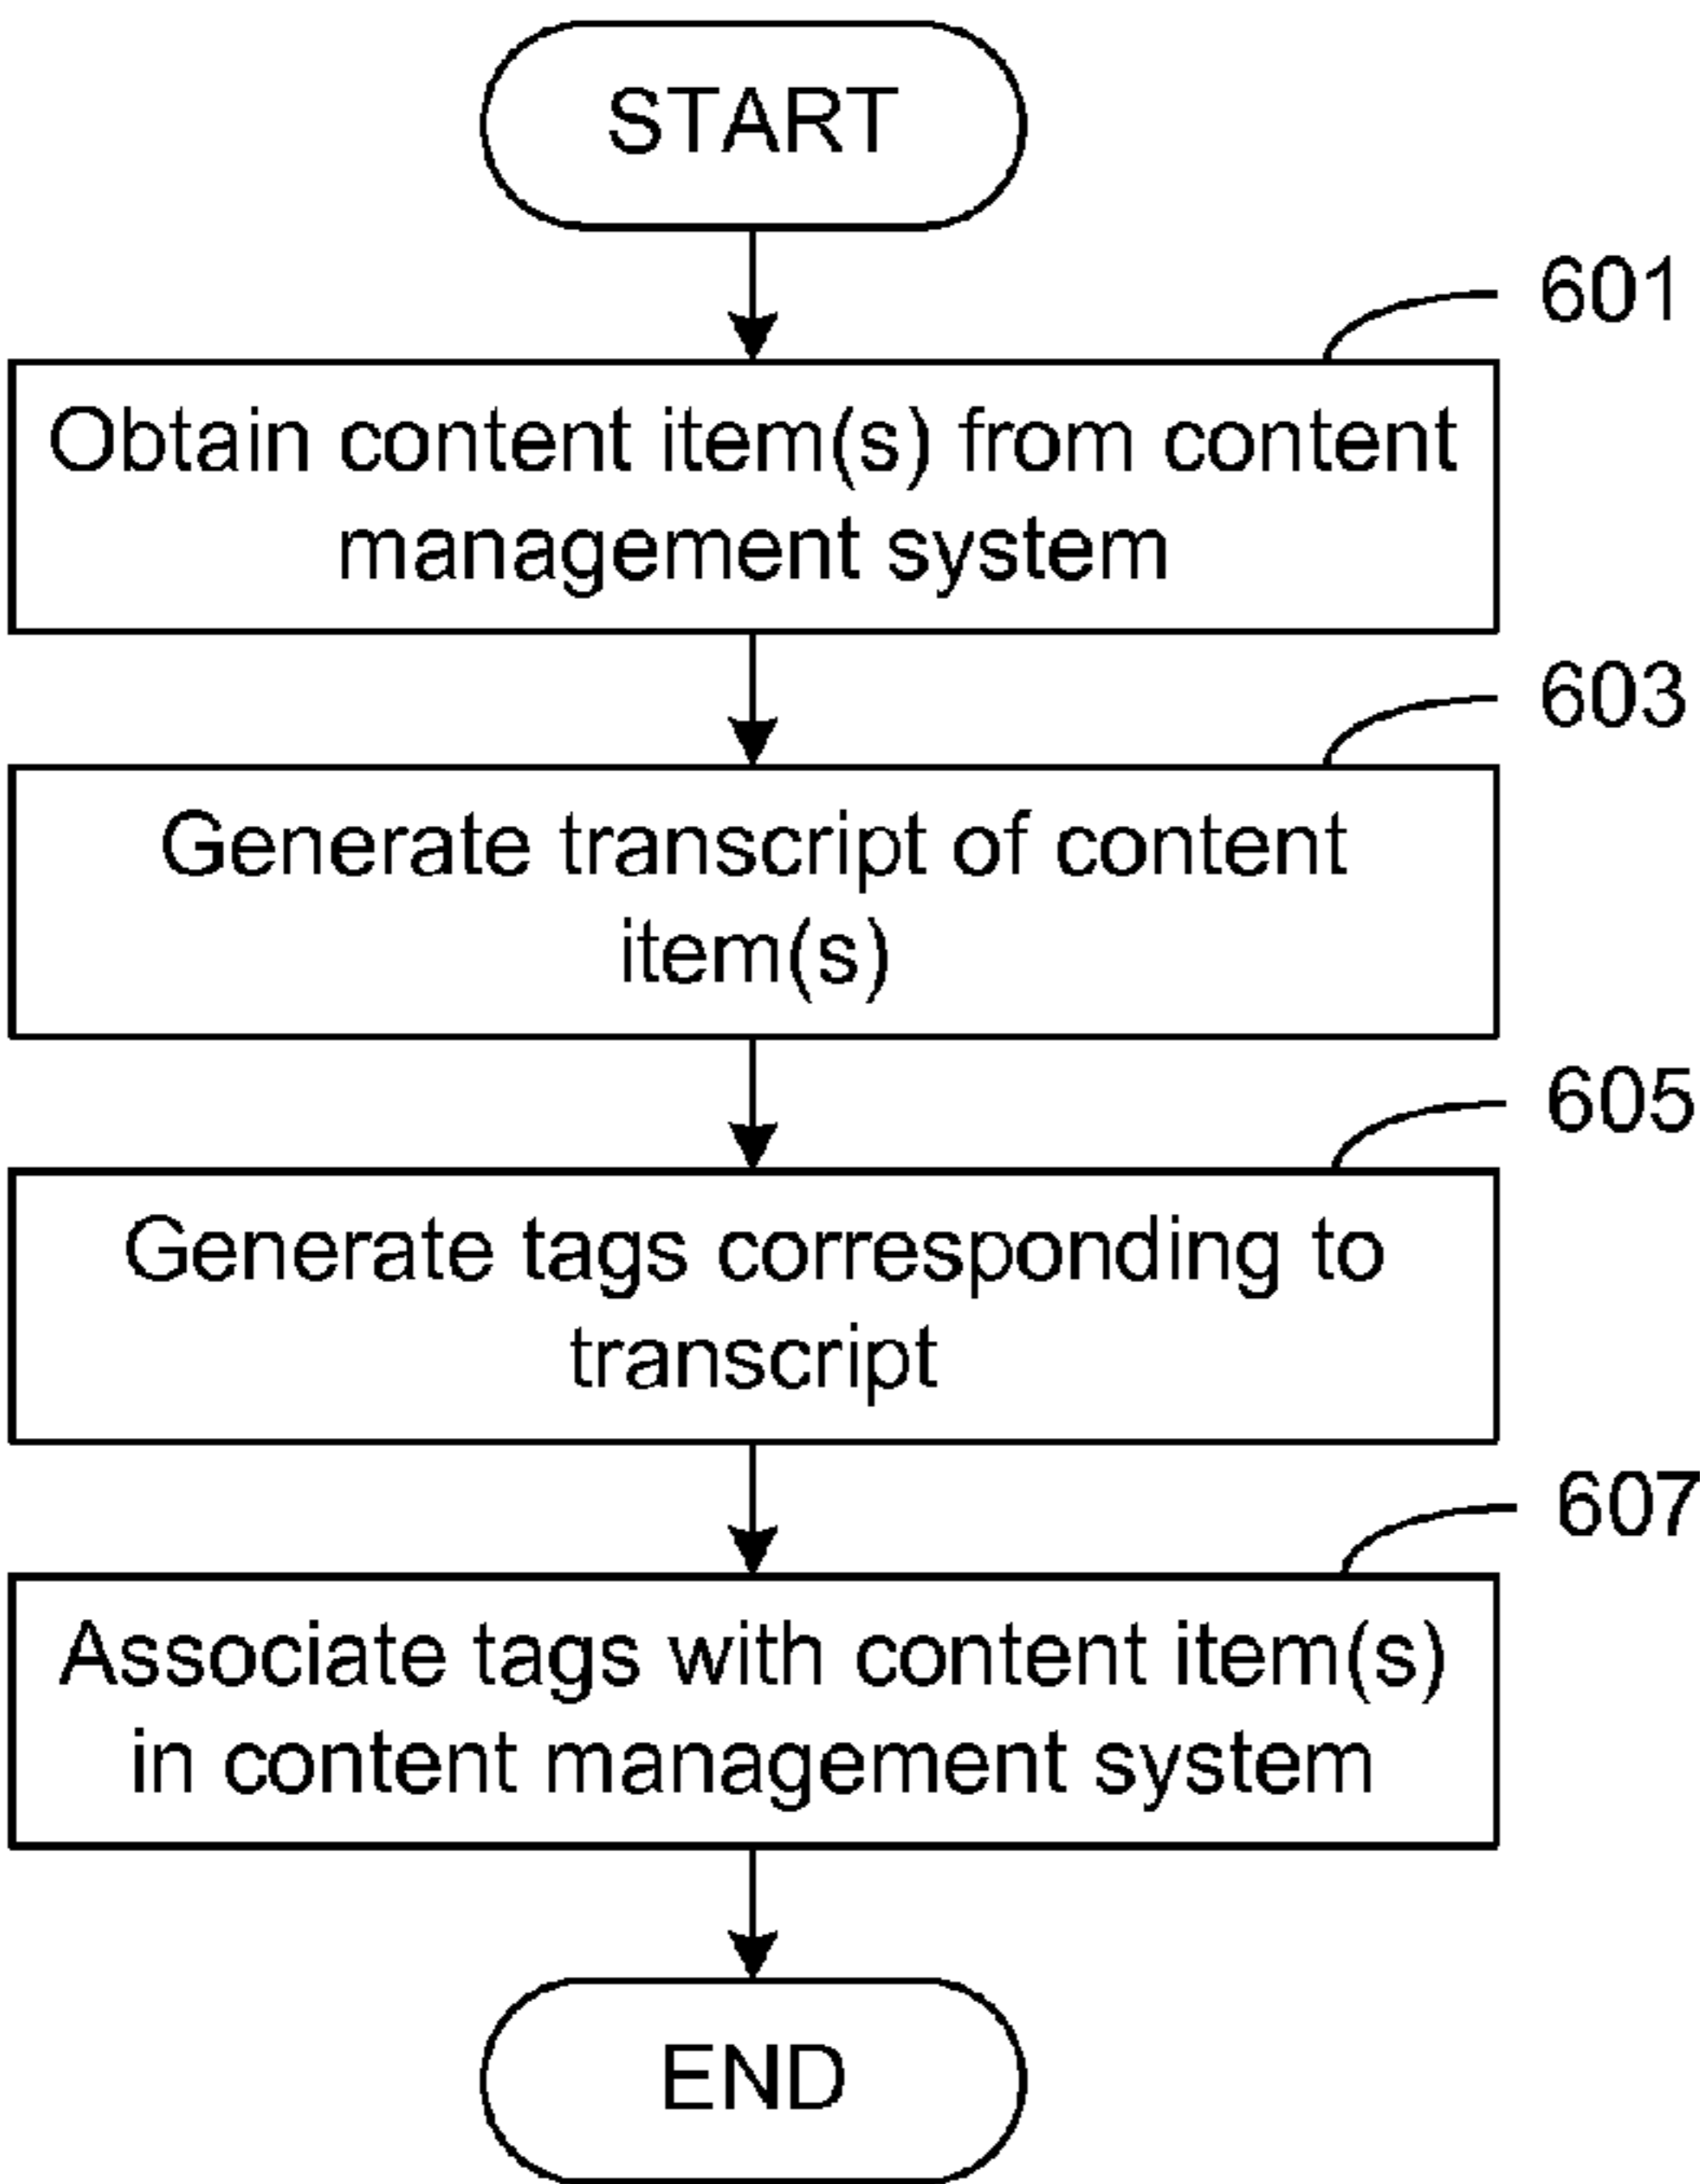 START
601
Obtain content item(s) from content
management system
603
Generate transcript of content
item(s)
605
Generate tags corresponding to
transcript
607
Associate tags with content item(s)
in content management system
END